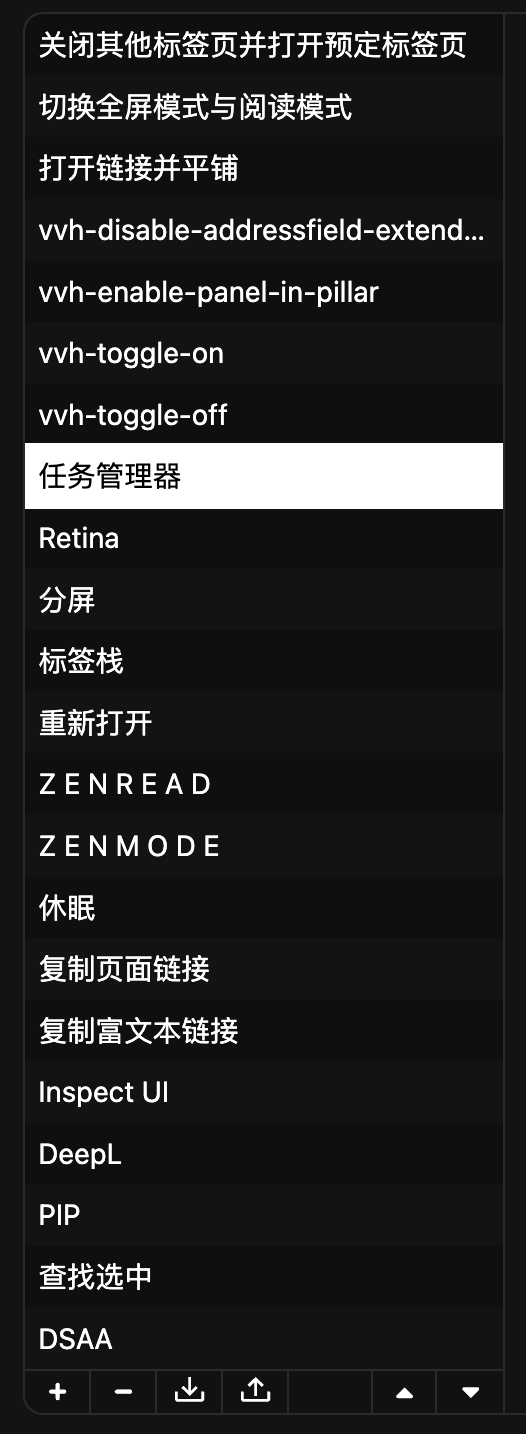 关闭其他标签页并打开预定标签页
切换全屏模式与阅读模式
打开链接并平铺
vvh-disable-addressfield-extend...
vvh-enable-panel-in-pillar
vvh-toggle-on
vvh-toggle-off
任务管理器
Retina
分屏
标签栈
重新打开
Z E N R E A D
Z E N M O D E
休眠
复制页面链接
复制富文本链接
Inspect UI
DeepL
PIP
查找选中
DSAA